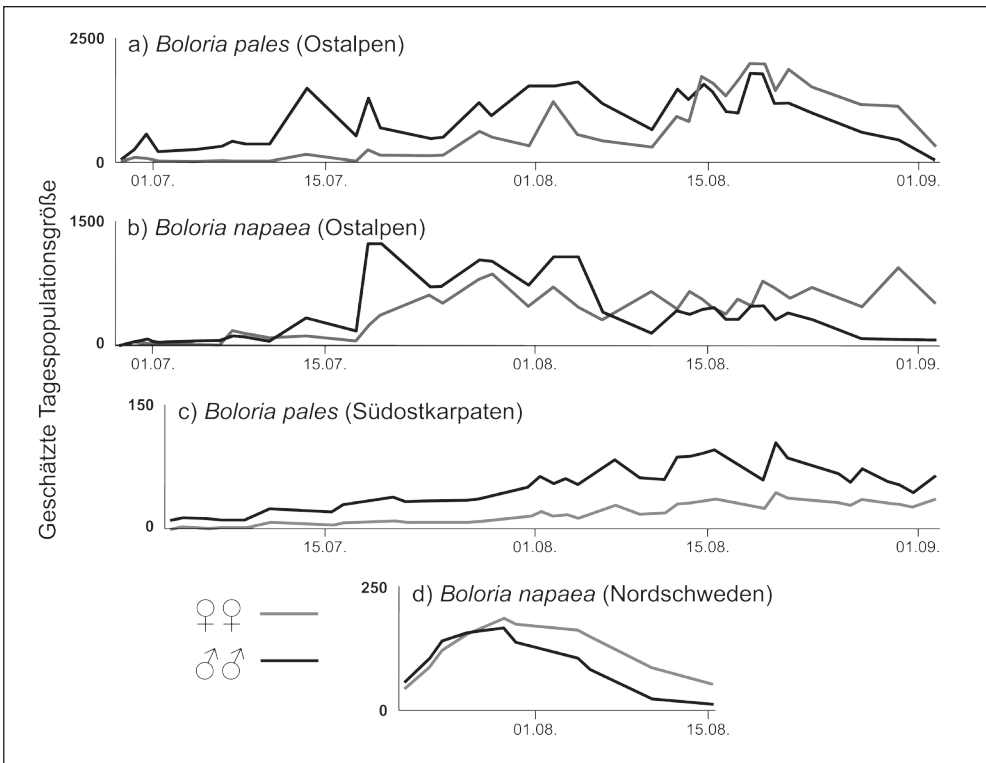 Geschätzte Tagespopulationsgröße
2500
a) Boloria pales (Ostalpen)
0
01.07. 15.07. 01.08. 15.08. 01.09.
1500
b) Boloria napaea (Ostalpen)
0
01.07. 15.07. 01.08. 15.08. 01.09.
150
c) Boloria pales (Südostkarpaten)
0
15.07. 01.08. 15.08. 01.09.
250
d) Boloria napaea (Nordschweden)
♀♀
♂♂
0
01.08. 15.08.